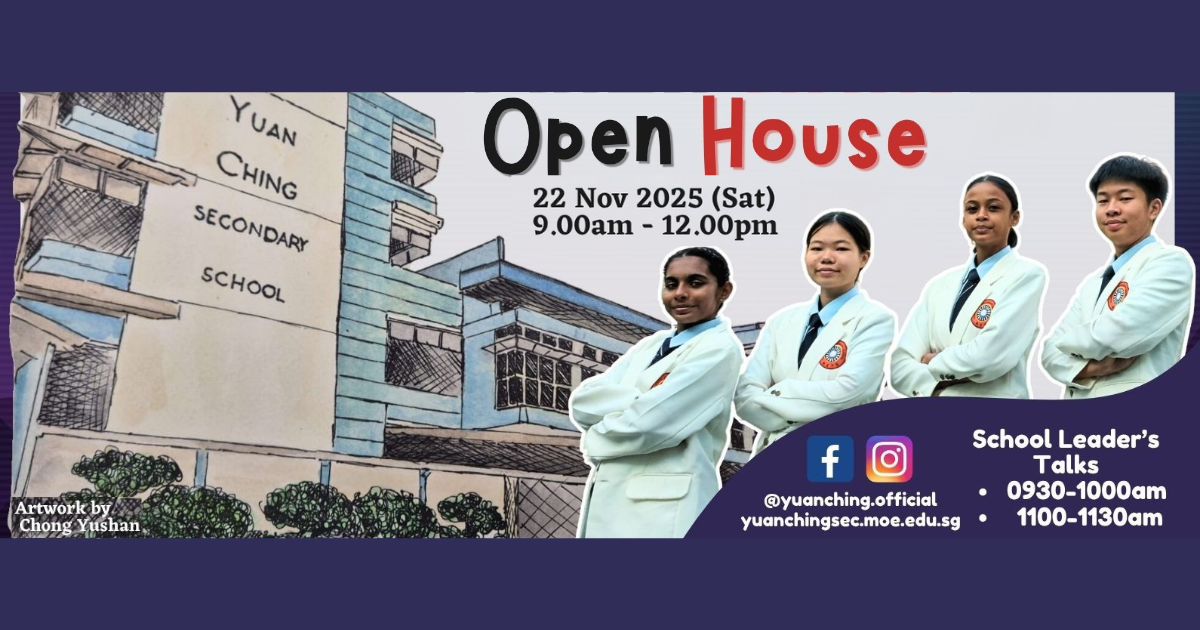 YUAN
CHING
SECONDARY
SCHOOL
Open House
22 Nov 2025 (Sat)
9.00am - 12.00pm
School Leader's
Talks
• 0930-1000am
• 1100-1130am
@yuanching.official
yuanchingsec.moe.edu.sg
Artwork by
Chong Yushan